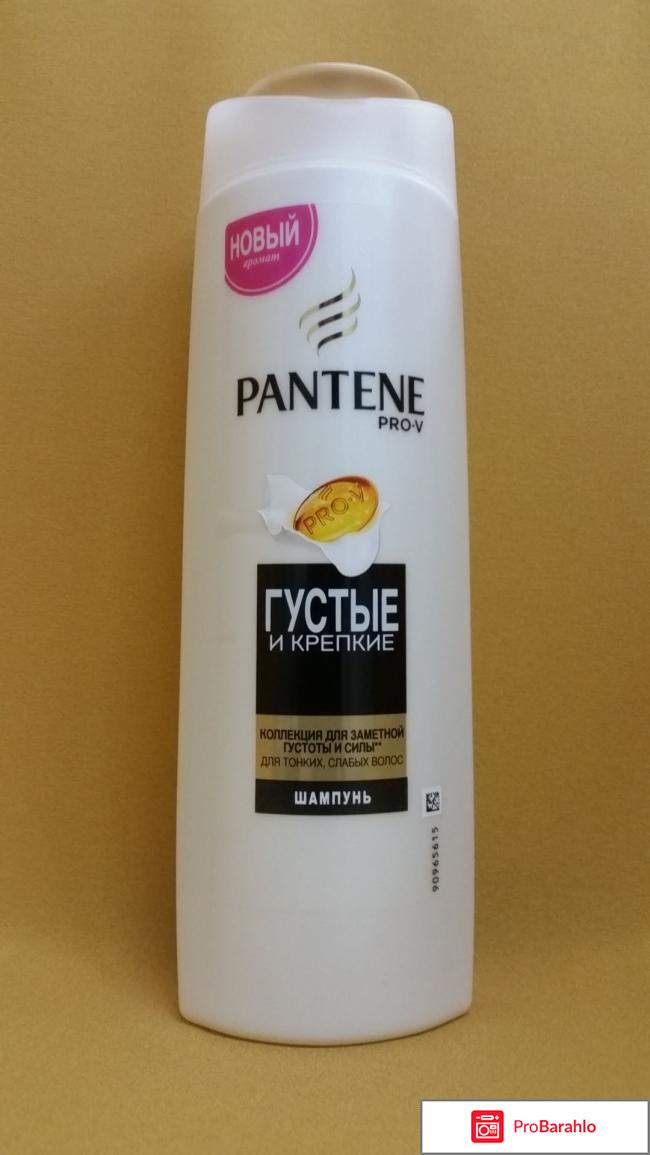 НОВЫЙ
аромат
PANTENE
PRO-V
PRO-V
ГУСТЫЕ
И КРЕПКИЕ
КОЛЛЕКЦИЯ ДЛЯ ЗАМЕТНОЙ
ГУСТОТЫ И СИЛЫ**
ДЛЯ ТОНКИХ, СЛАБЫХ ВОЛОС
ШАМПУНЬ
90965615
ProBarahlo